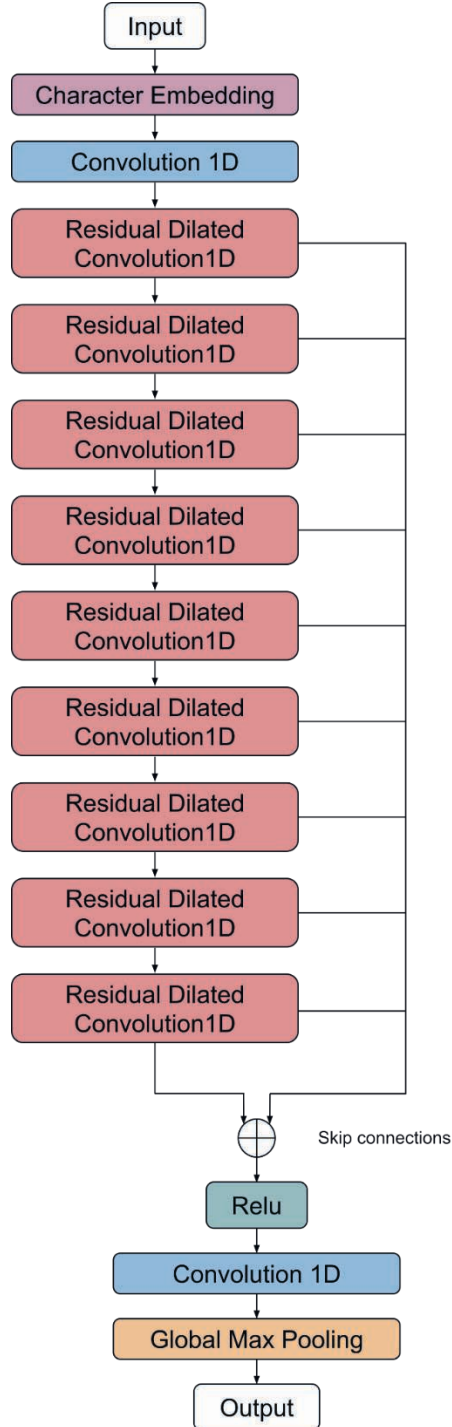 Input
Character Embedding
Convolution 1D
Residual Dilated
Convolution1D
Residual Dilated
Convolution1D
Residual Dilated
Convolution1D
Residual Dilated
Convolution1D
Residual Dilated
Convolution1D
Residual Dilated
Convolution1D
Residual Dilated
Convolution1D
Residual Dilated
Convolution1D
Residual Dilated
Convolution1D
Skip connections
Relu
Convolution 1D
Global Max Pooling
Output